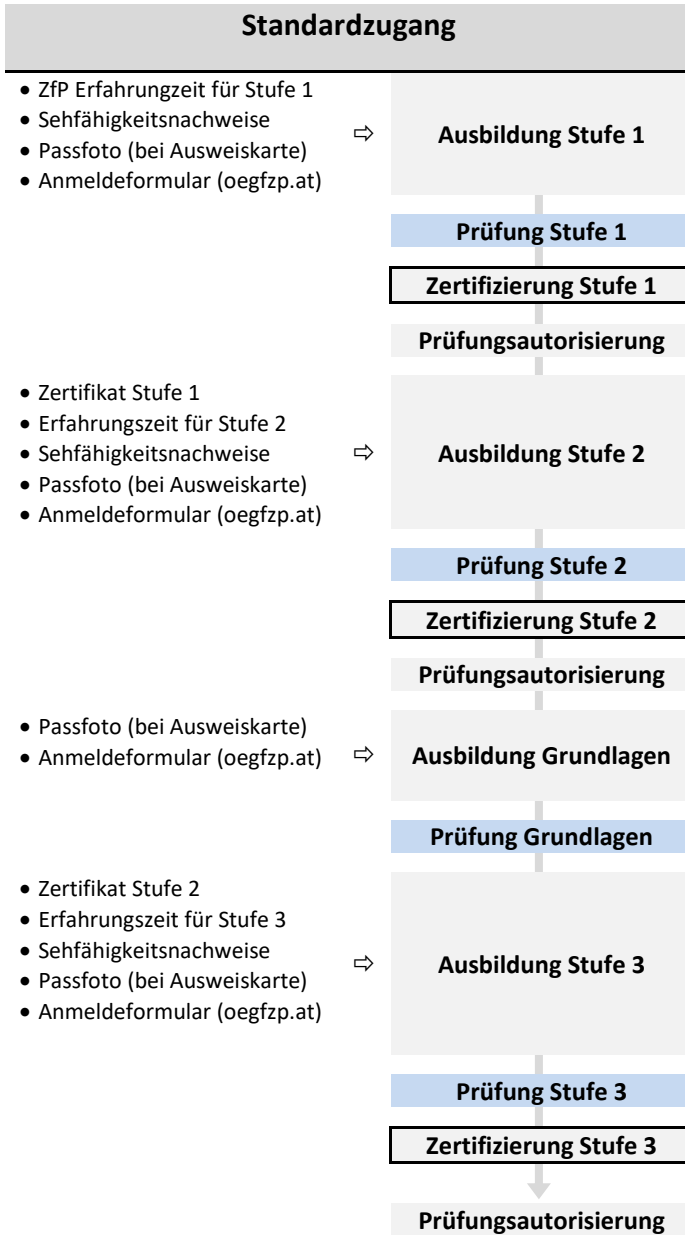 Standardzugang
• ZfP Erfahrungzeit für Stufe 1
• Sehfähigkeitsnachweise
• Passfoto (bei Ausweiskarte)
• Anmeldeformular (oegfzp.at)
⇨
Ausbildung Stufe 1
Prüfung Stufe 1
Zertifizierung Stufe 1
Prüfungsautorisierung
• Zertifikat Stufe 1
• Erfahrungszeit für Stufe 2
• Sehfähigkeitsnachweise
• Passfoto (bei Ausweiskarte)
• Anmeldeformular (oegfzp.at)
⇨
Ausbildung Stufe 2
Prüfung Stufe 2
Zertifizierung Stufe 2
Prüfungsautorisierung
• Passfoto (bei Ausweiskarte)
• Anmeldeformular (oegfzp.at)
⇨
Ausbildung Grundlagen
Prüfung Grundlagen
• Zertifikat Stufe 2
• Erfahrungszeit für Stufe 3
• Sehfähigkeitsnachweise
• Passfoto (bei Ausweiskarte)
• Anmeldeformular (oegfzp.at)
⇨
Ausbildung Stufe 3
Prüfung Stufe 3
Zertifizierung Stufe 3
Prüfungsautorisierung